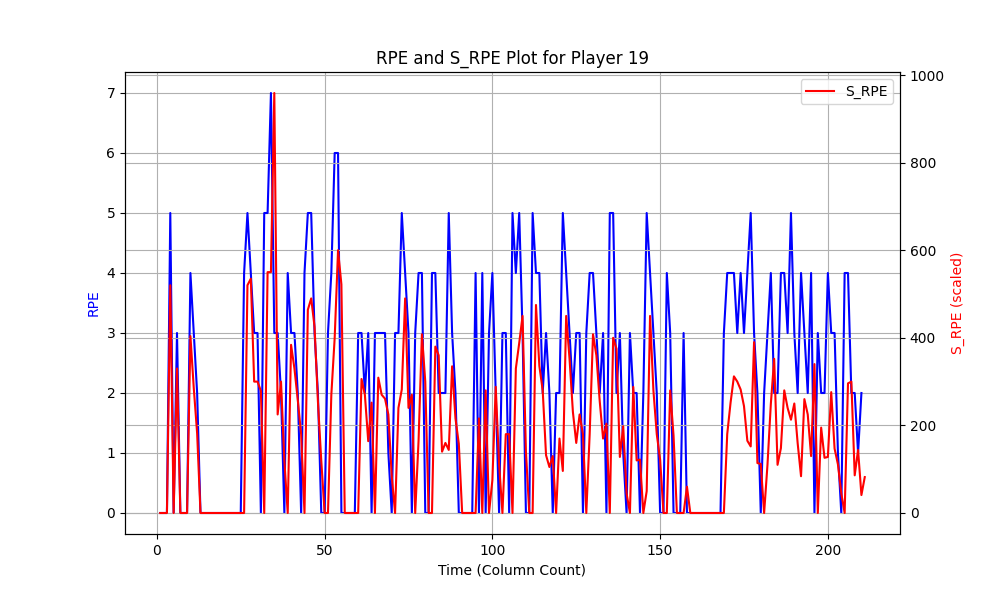 RPE and S_RPE Plot for Player 19
S_RPE
RPE
7
6
5
4
3
2
1
0
1000
800
600
400
200
0
S_RPE (scaled)
0 50 100 150 200
Time (Column Count)